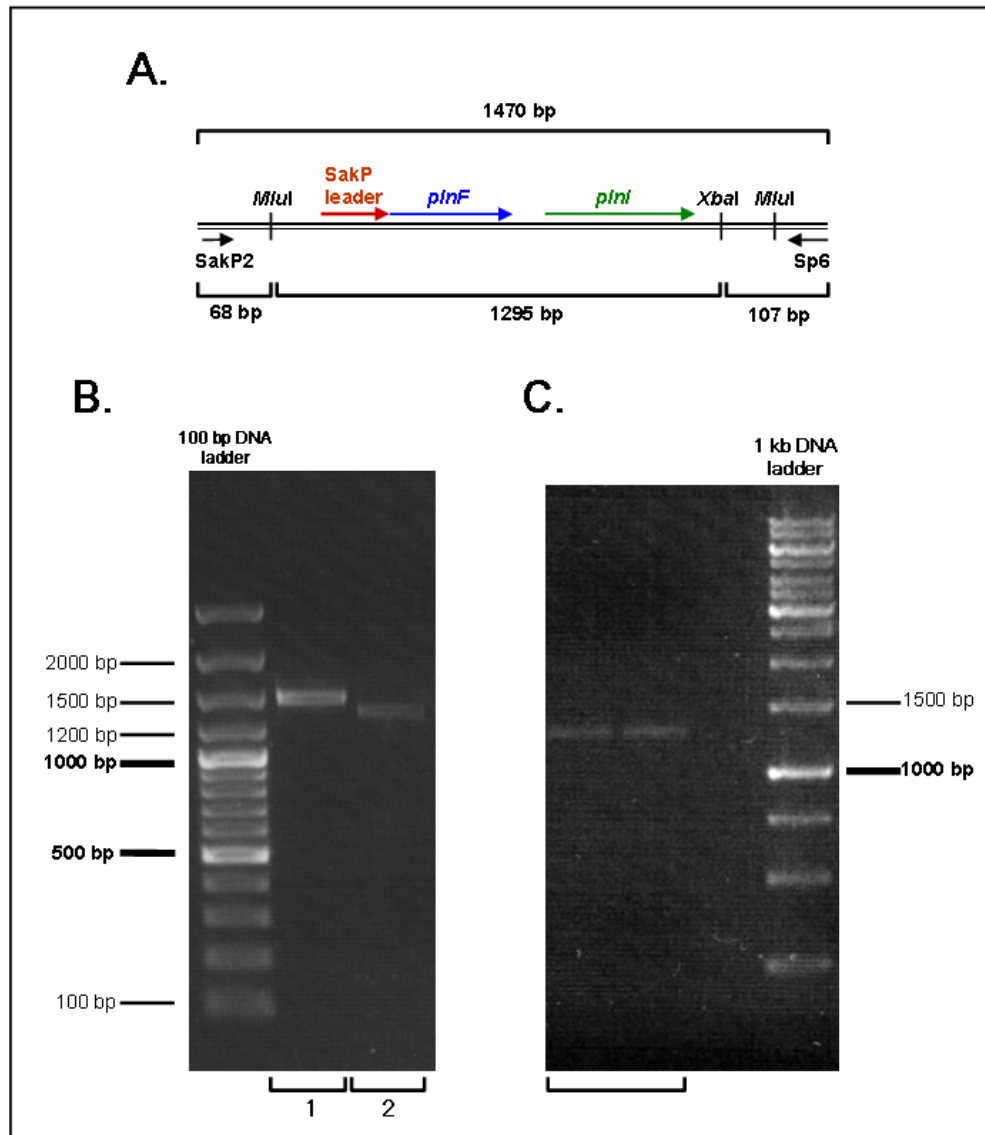 A.
1470 bp
SakP
leader
MluI
plnF
plnI
XbaI
MluI
SakP2
Sp6
68 bp
1295 bp
107 bp
B.
100 bp DNA
ladder
2000 bp
1500 bp
1200 bp
1000 bp
500 bp
100 bp
1
2
C.
1 kb DNA
ladder
1500 bp
1000 bp